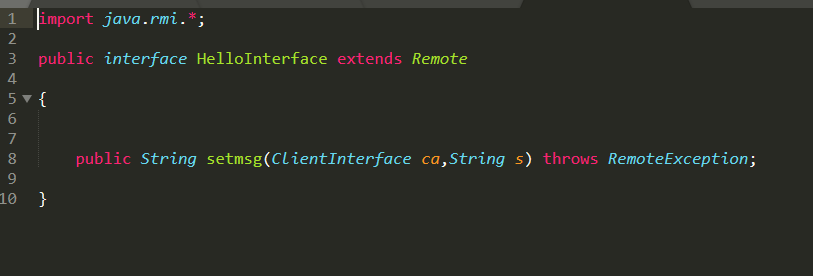 1 import java.rmi.*;
2
3 public interface HelloInterface extends Remote
4
5 {
6
7
8 public String setmsg(ClientInterface ca,String s) throws RemoteException;
9
10 }